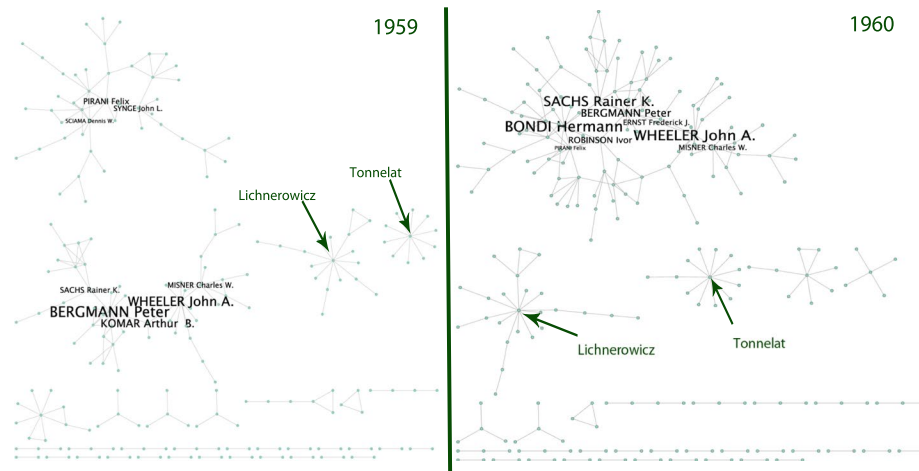 1959
PIRANI Felix
SYNGE John L.
SCIAMA Dennis W.
Lichnerowicz
Tonnelat
SACHS Rainer K.
MISNER Charles W.
WHEELER John A.
BERGMANN Peter
KOMAR Arthur B.
1960
SACHS Rainer K.
BERGMANN Peter
ERNST Frederick J.
BONDI Hermann
WHEELER John A.
ROBINSON Ivor
PIRANI Felix
MISNER Charles W.
Lichnerowicz
Tonnelat